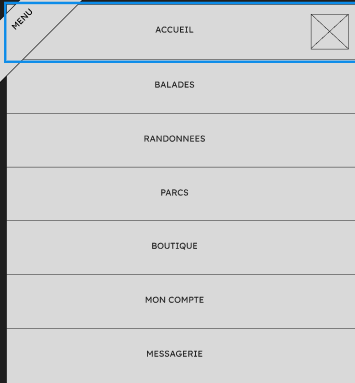 MENU
ACCUEIL
BALADES
RANDONNEES
PARCS
BOUTIQUE
MON COMPTE
MESSAGERIE